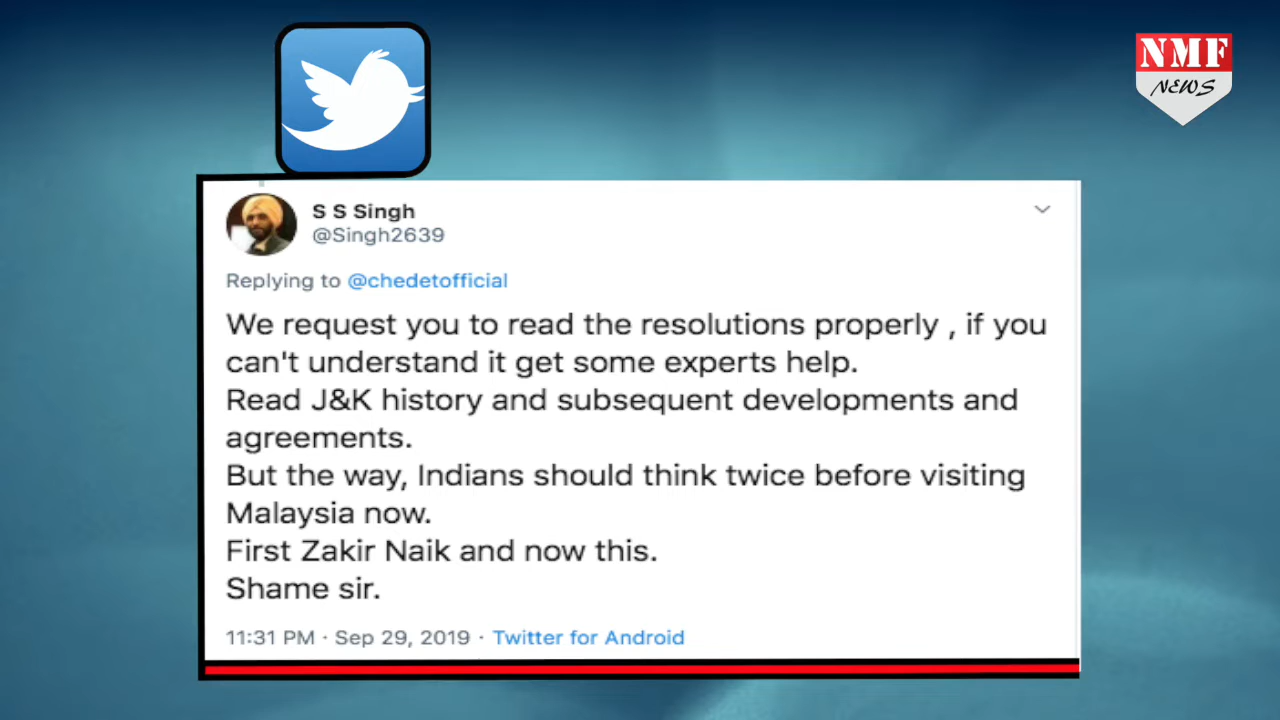 NMF
NEWS
S S Singh
@Singh2639
Replying to @chedetofficial
We request you to read the resolutions properly , if you
can't understand it get some experts help.
Read J&K history and subsequent developments and
agreements.
But the way, Indians should think twice before visiting
Malaysia now.
First Zakir Naik and now this.
Shame sir.
11:31 PM · Sep 29, 2019 · Twitter for Android